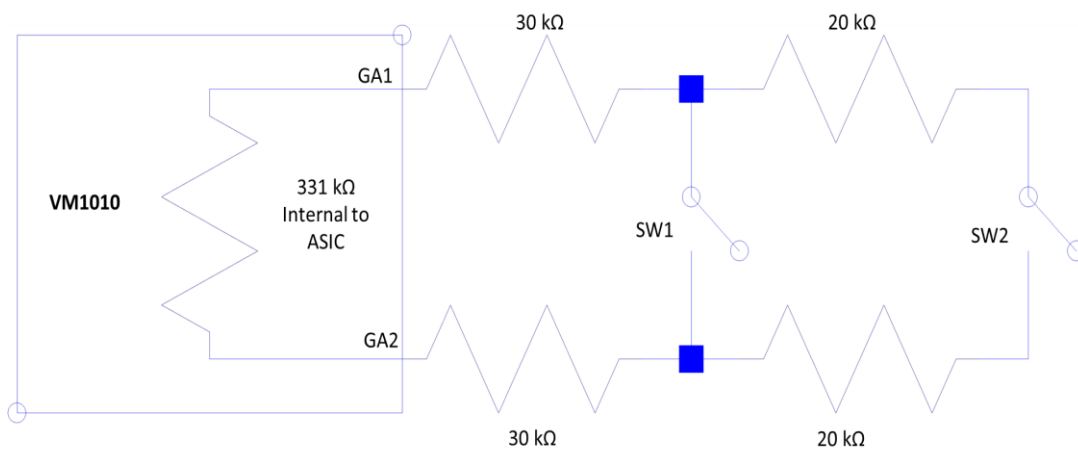 30 kΩ
20 kΩ
GA1
VM1010
331 kΩ
Internal to
ASIC
SW1
SW2
GA2
30 kΩ
20 kΩ